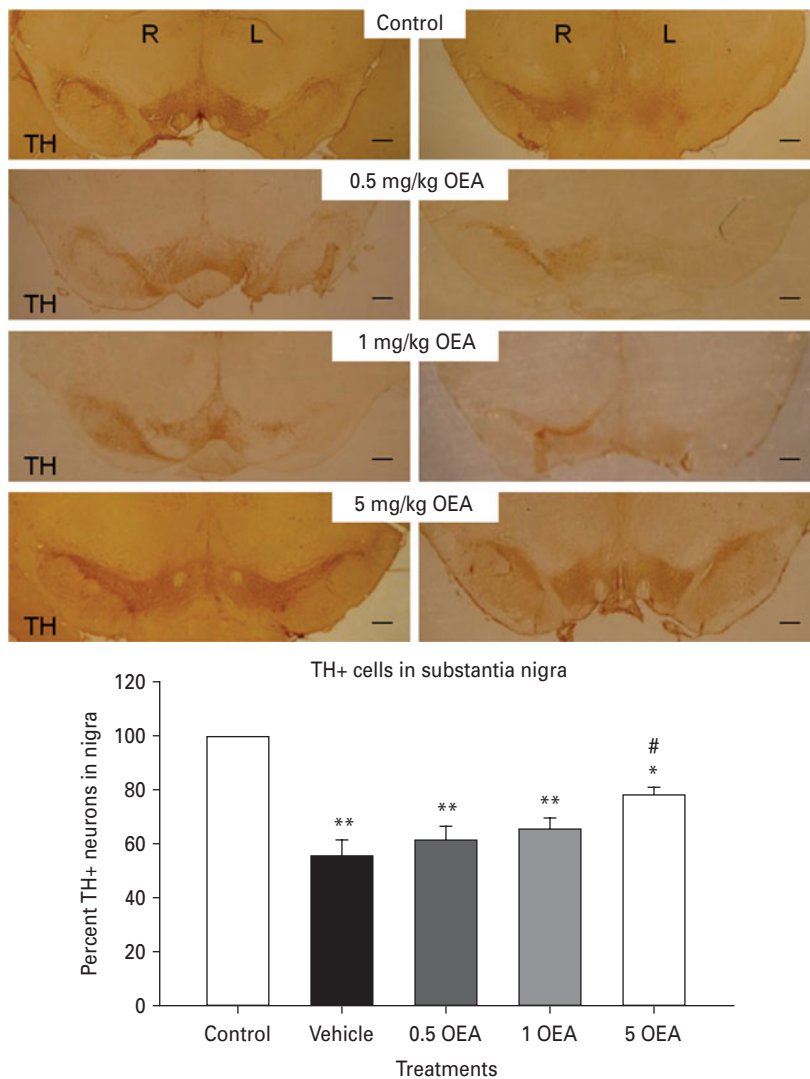 Control
R L R L
TH
0.5 mg/kg OEA
TH
1 mg/kg OEA
TH
5 mg/kg OEA
TH
TH+ cells in substantia nigra
Percent TH+ neurons in nigra
120
100
80
60
40
20
0
**
**
**
#
*
Control Vehicle 0.5 OEA 1 OEA 5 OEA
Treatments